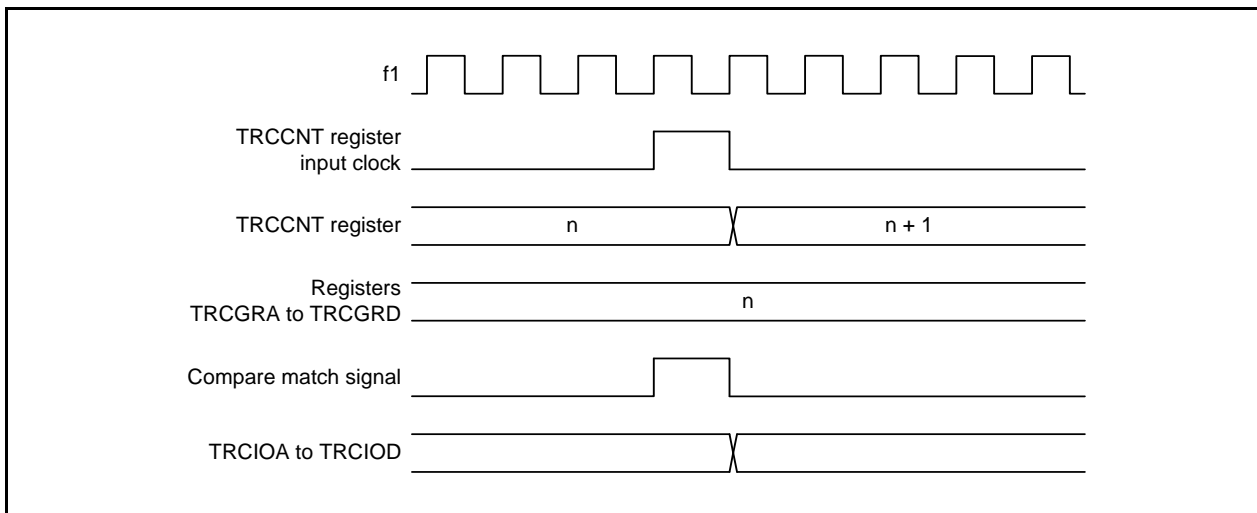 f1
TRCCNT register
input clock
TRCCNT register
n
n + 1
Registers
TRCGRA to TRCGRD
n
Compare match signal
TRCIOA to TRCIOD